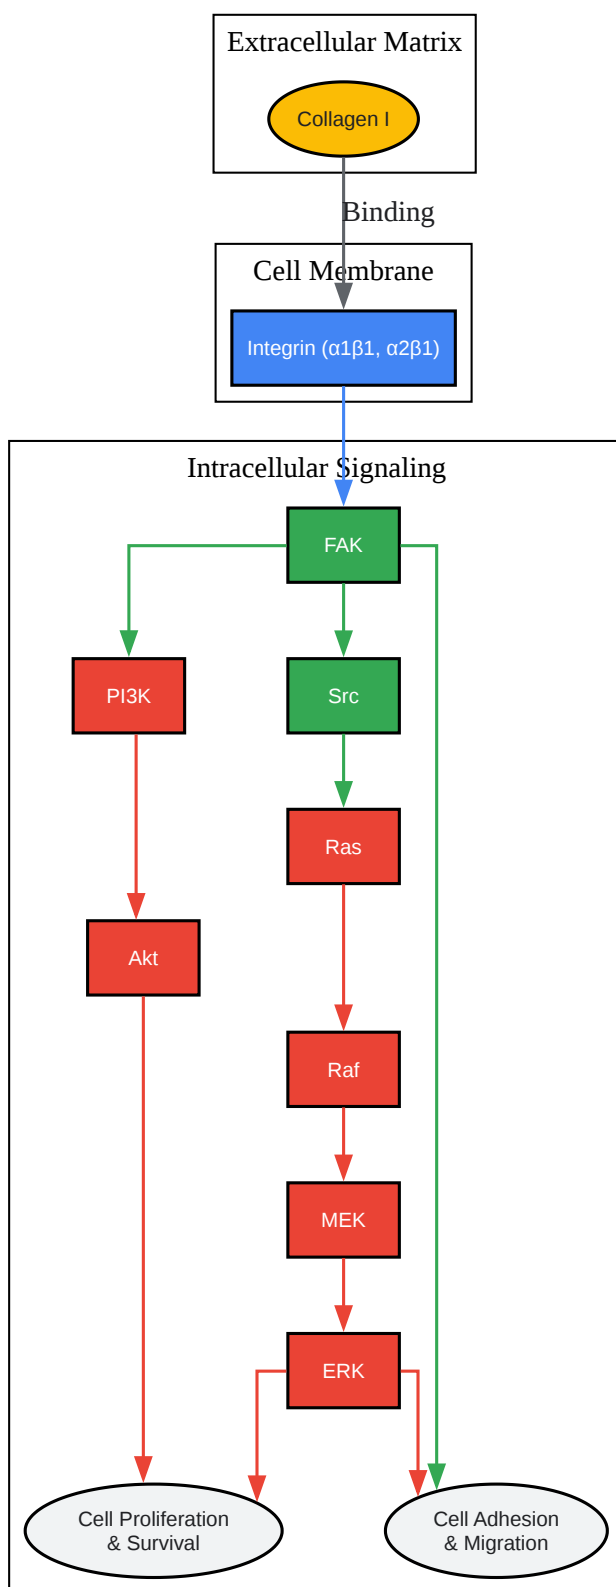 Extracellular Matrix
Collagen I
Binding
Cell Membrane
Integrin (α1β1, α2β1)
Intracellular Signaling
FAK
PI3K
Src
Ras
Akt
Raf
MEK
ERK
Cell Proliferation
& Survival
Cell Adhesion
& Migration